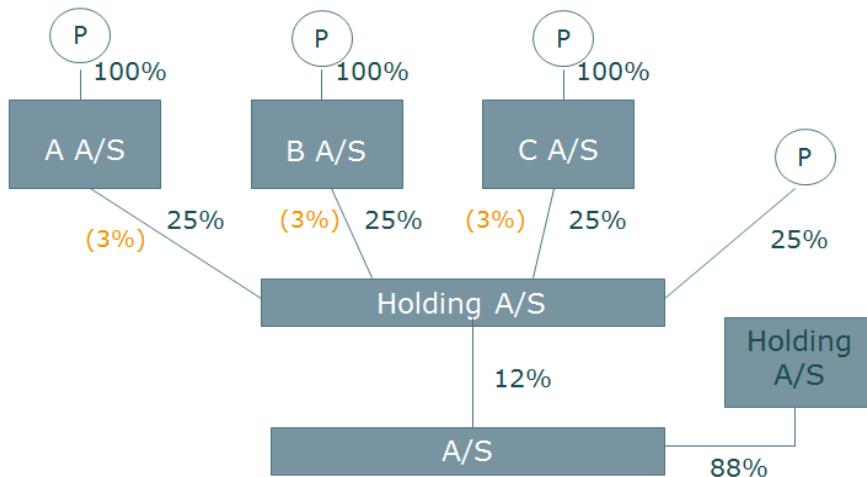 P
P
P
100%
100%
100%
A A/S
B A/S
C A/S
P
(3%)
25%
(3%)
25%
(3%)
25%
25%
Holding A/S
Holding
A/S
12%
A/S
88%